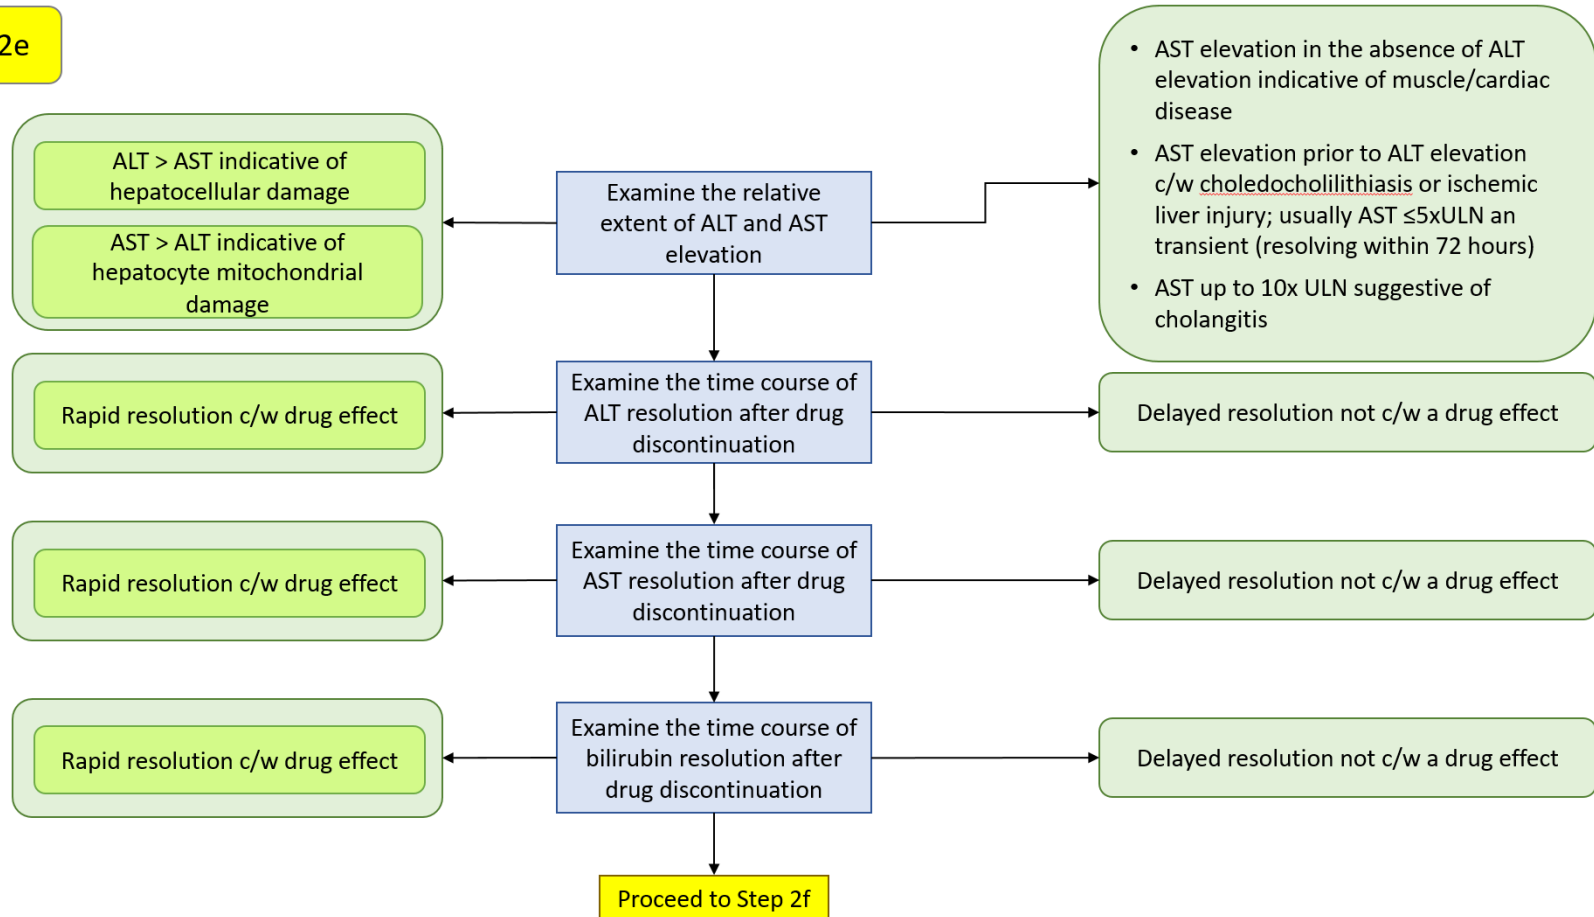 2e
ALT > AST indicative of
hepatocellular damage
AST > ALT indicative of
hepatocyte mitochondrial
damage
Examine the relative
extent of ALT and AST
elevation
• AST elevation in the absence of ALT
elevation indicative of muscle/cardiac
disease
• AST elevation prior to ALT elevation
c/w choledocholilithiasis or ischemic
liver injury; usually AST ≤5xULN an
transient (resolving within 72 hours)
• AST up to 10x ULN suggestive of
cholangitis
Rapid resolution c/w drug effect
Examine the time course of
ALT resolution after drug
discontinuation
Delayed resolution not c/w a drug effect
Rapid resolution c/w drug effect
Examine the time course of
AST resolution after drug
discontinuation
Delayed resolution not c/w a drug effect
Rapid resolution c/w drug effect
Examine the time course of
bilirubin resolution after
drug discontinuation
Delayed resolution not c/w a drug effect
Proceed to Step 2f